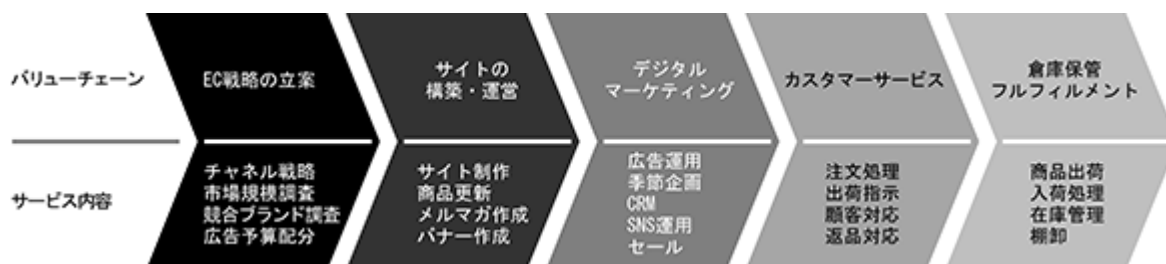 バリューチェーン
EC戦略の立案
サイトの
構築・運営
デジタル
マーケティング
カスタマーサービス
倉庫保管
フルフィルメント
サービス内容
チャネル戦略
市場規模調査
競合ブランド調査
広告予算配分
サイト制作
商品更新
メルマガ作成
バナー作成
広告運用
季節企画
CRM
SNS運用
セール
注文処理
出荷指示
顧客対応
返品対応
商品出荷
入荷処理
在庫管理
棚卸